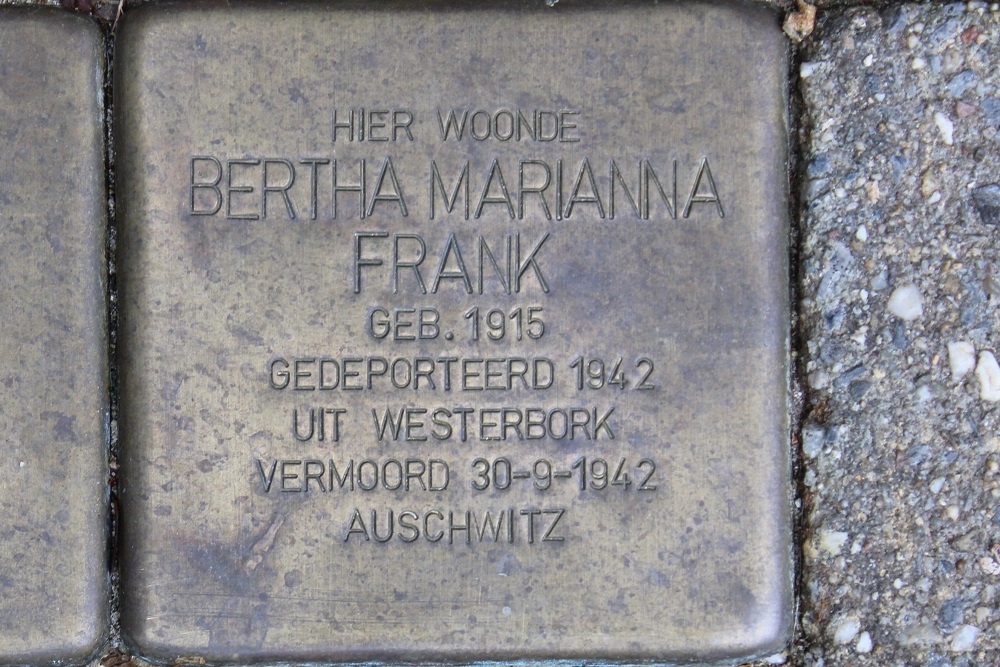 HIER WOONDE
BERTHA MARIANNA
FRANK
GEB. 1915
GEDEPORTEERD 1942
UIT WESTERBORK
VERMOORD 30-9-1942
AUSCHWITZ